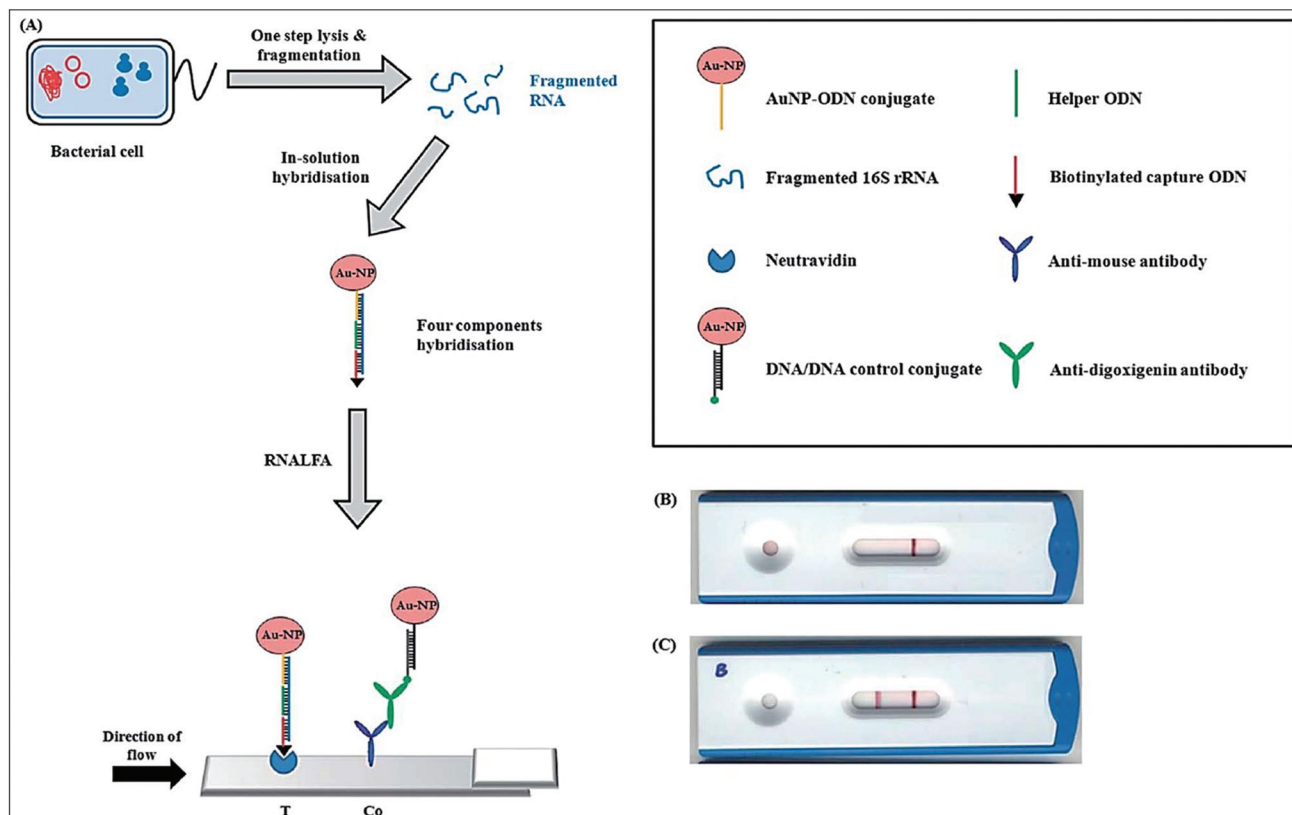 (A)
One step lysis &
fragmentation
Fragmented
RNA
Bacterial cell
In-solution
hybridisation
Au-NP
Four components
hybridisation
RNALFA
Au-NP
Au-NP
Direction of
flow
T
Co
Au-NP
AuNP-ODN conjugate
Helper ODN
Fragmented 16S rRNA
Biotinylated capture ODN
Neutravidin
Anti-mouse antibody
Au-NP
DNA/DNA control conjugate
Anti-digoxigenin antibody
(B)
(C)
B